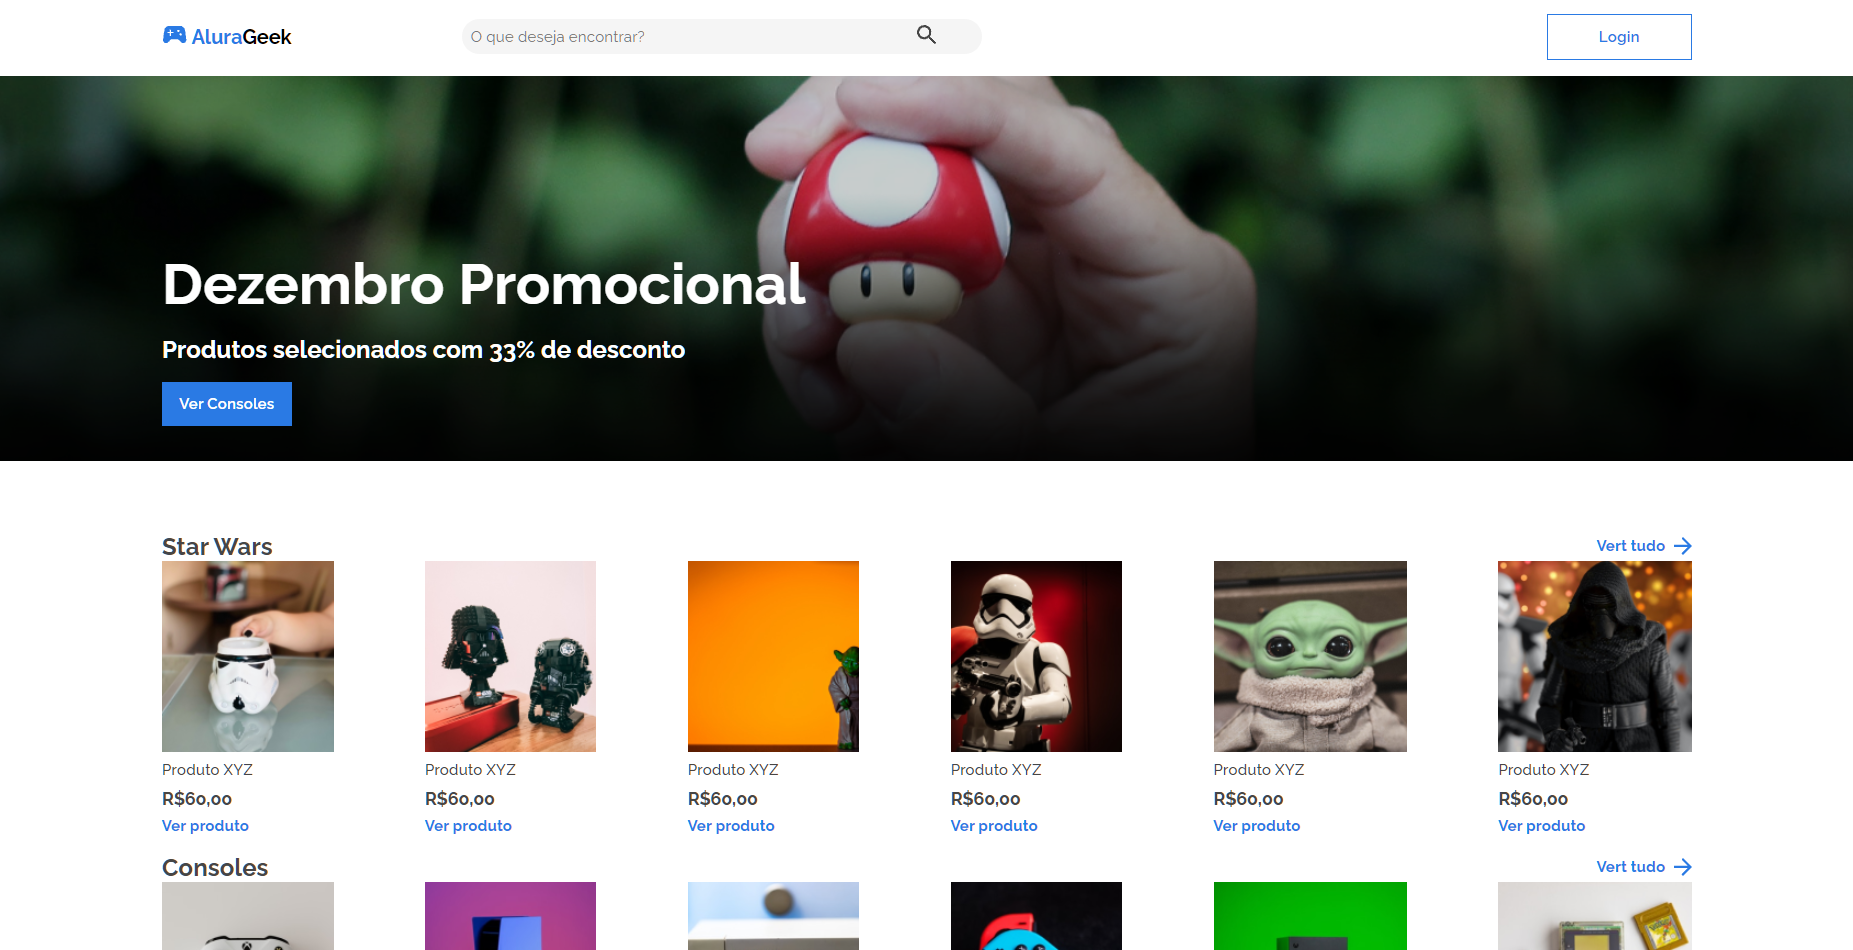 AluraGeek
O que deseja encontrar?
Login
Dezembro Promocional
Produtos selecionados com 33% de desconto
Ver Consoles
Star Wars
Vert tudo
Produto XYZ
R$60,00
Ver produto
Produto XYZ
R$60,00
Ver produto
Produto XYZ
R$60,00
Ver produto
Produto XYZ
R$60,00
Ver produto
Produto XYZ
R$60,00
Ver produto
Produto XYZ
R$60,00
Ver produto
Consoles
Vert tudo